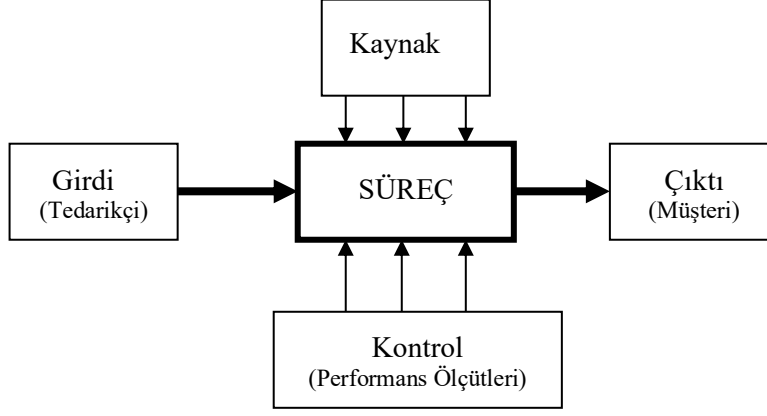 Kaynak
Girdi
(Tedarikçi)
SÜREÇ
Çıktı
(Müşteri)
Kontrol
(Performans Ölçütleri)